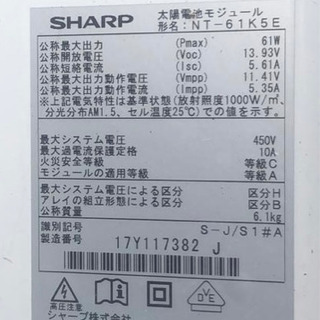 SHARP 太陽電池モジュール
形名: NT-61K5E
公称最大出力 (Pmax) 61W
公称開放電圧 (Voc) 13.93V
公称短絡電流 (Isc) 5.61A
公称最大出力動作電圧 (Vmpp) 11.41V
公称最大出力動作電流 (Impp) 5.35A
※上記電気特性は基準状態(放射照度1000W/㎡、
分光分布AM1.5、セル温度25℃)での値です。
最大システム電圧 450V
最大過電流保護定格 10A
火災安全等級 等級C
モジュールの適用等級 等級A
最大システム電圧による区分 区分H
アレイの組立形態による区分 区分B
公称質量 6.1kg
識別記号 S-J/S1#A
製造番号 17Y117382 J
高圧注意
シャープ株式会社